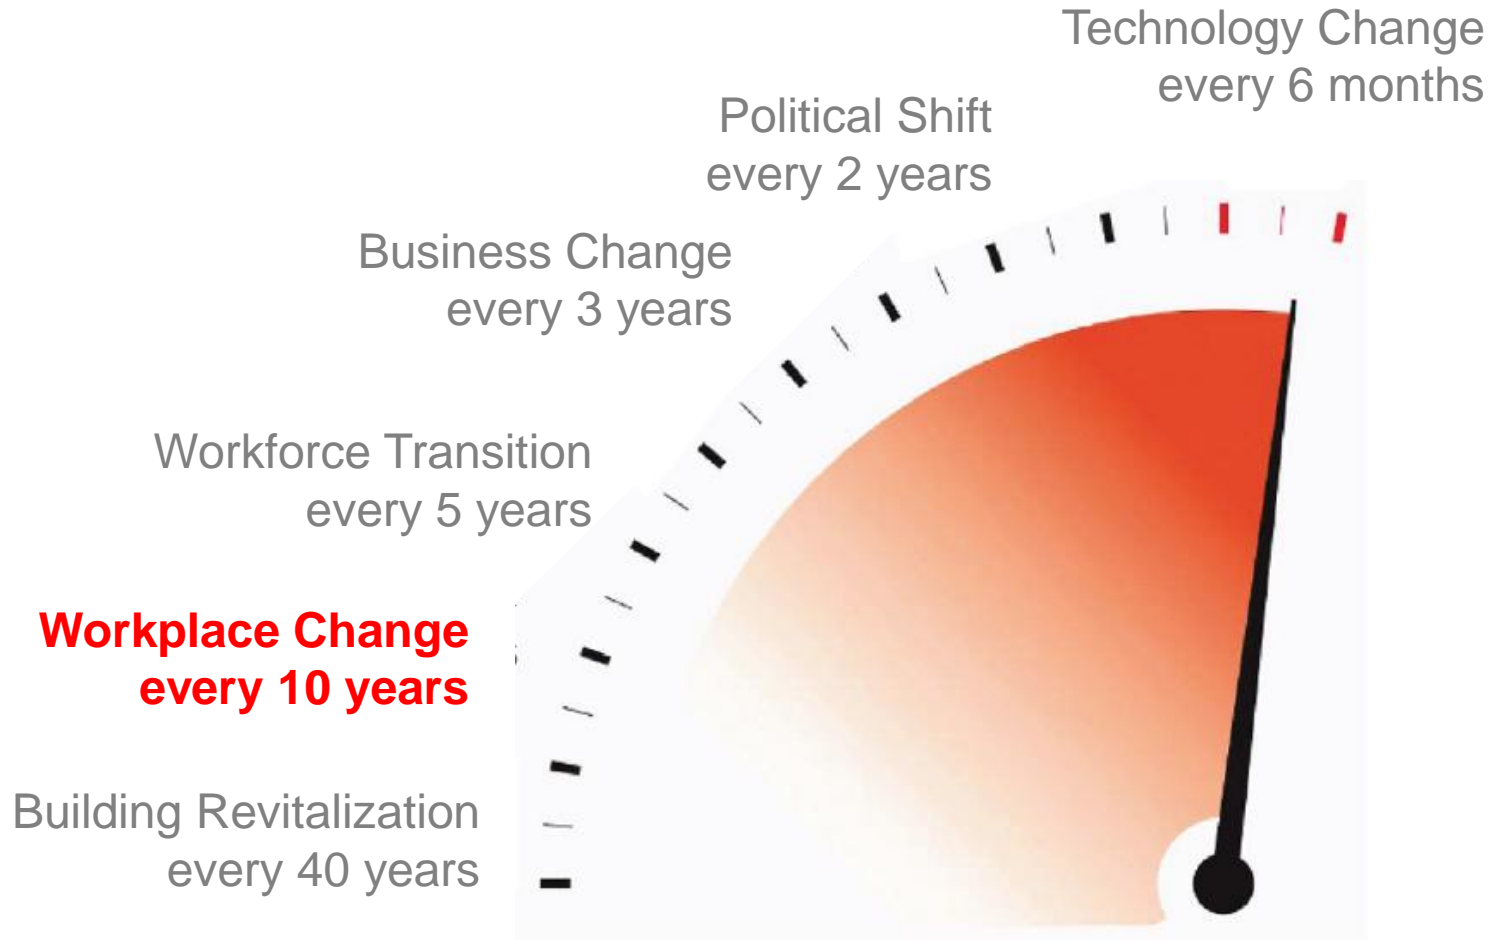 Technology Change
every 6 months
Political Shift
every 2 years
Business Change
every 3 years
Workforce Transition
every 5 years
Workplace Change
every 10 years
Building Revitalization
every 40 years